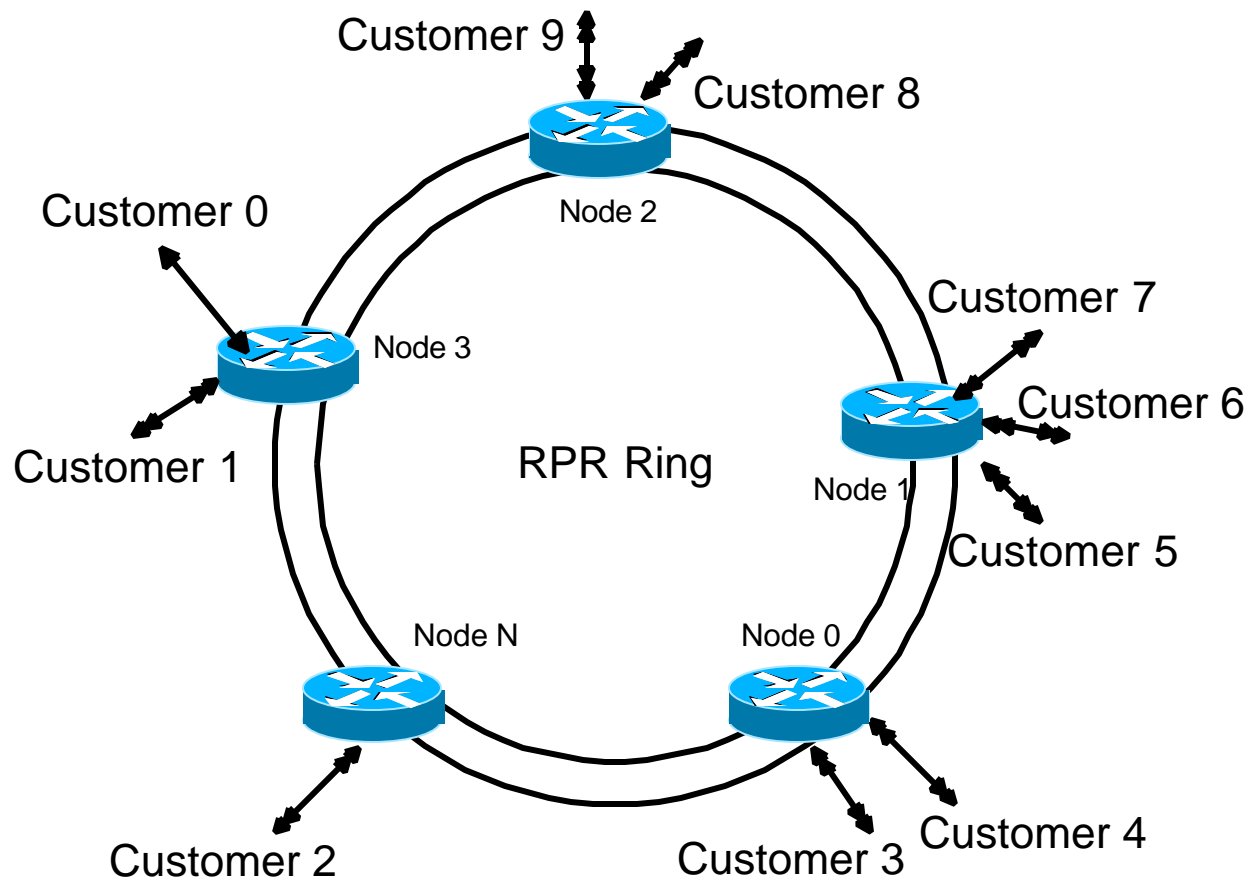 Customer 9
Customer 8
Node 2
Customer 0
Customer 7
Node 3
Customer 6
Customer 1
RPR Ring
Node 1
Customer 5
Node N
Node 0
Customer 4
Customer 2
Customer 3